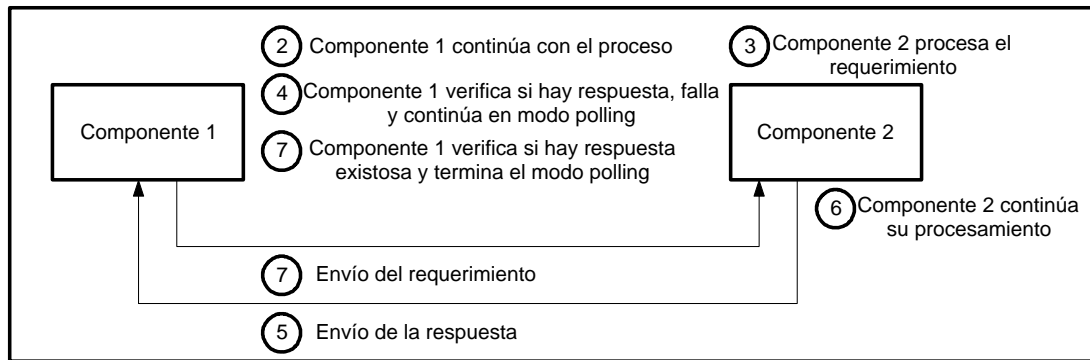 2 Componente 1 continúa con el proceso
3 Componente 2 procesa el
requerimiento
4 Componente 1 verifica si hay respuesta, falla
y continúa en modo polling
Componente 1
Componente 2
7 Componente 1 verifica si hay respuesta
existosa y termina el modo polling
6 Componente 2 continúa
su procesamiento
7 Envío del requerimiento
5 Envío de la respuesta